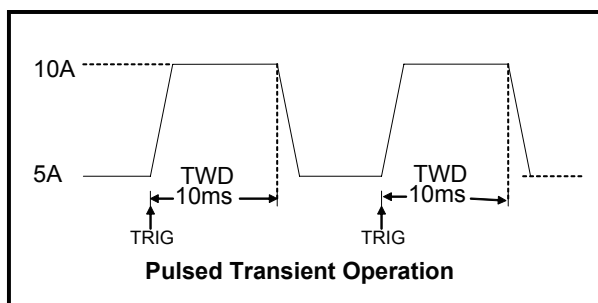 10A
5A
TWD
10ms
TWD
10ms
TRIG
TRIG
Pulsed Transient Operation